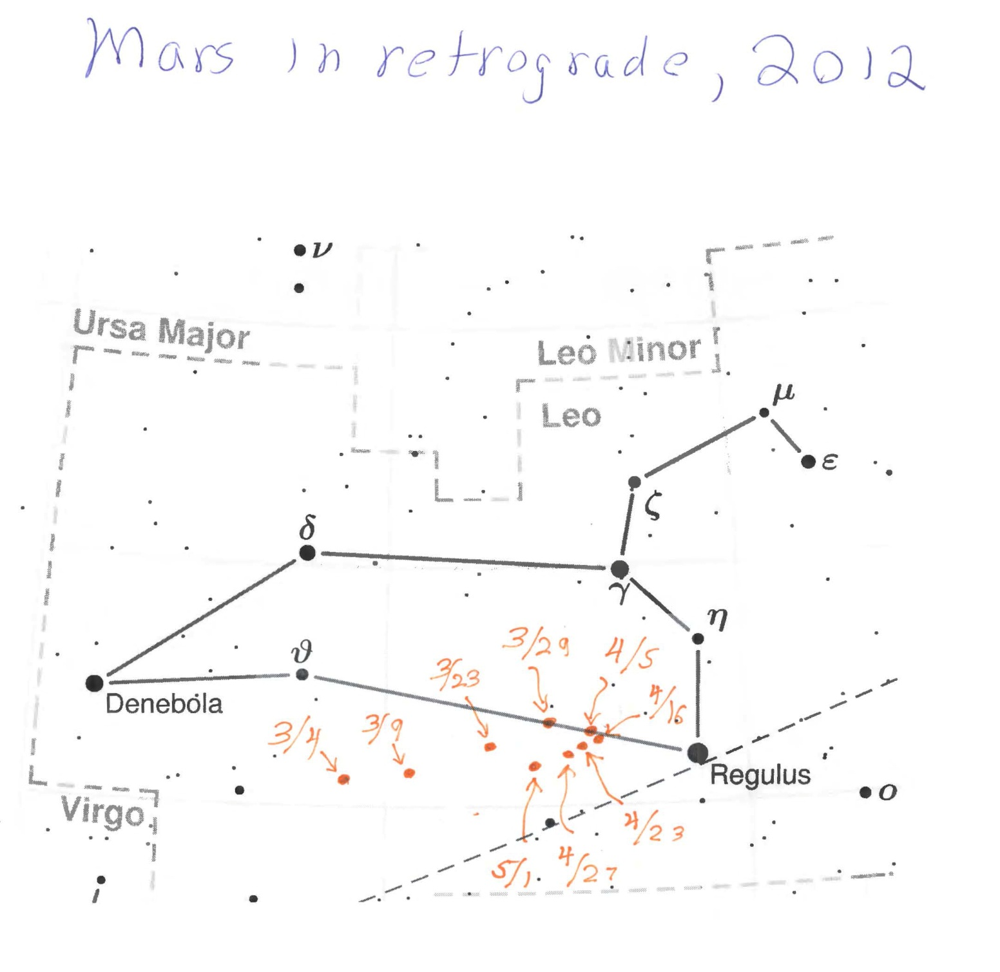 Mars in retrograde, 2012
ν
Ursa Major
Leo Minor
μ
Leo
ε
ζ
δ
γ
η
ϑ
3/29
4/5
3/23
4/16
Denebola
3/4
3/9
Regulus
ο
Virgo
4/23
5/1
4/27
ι